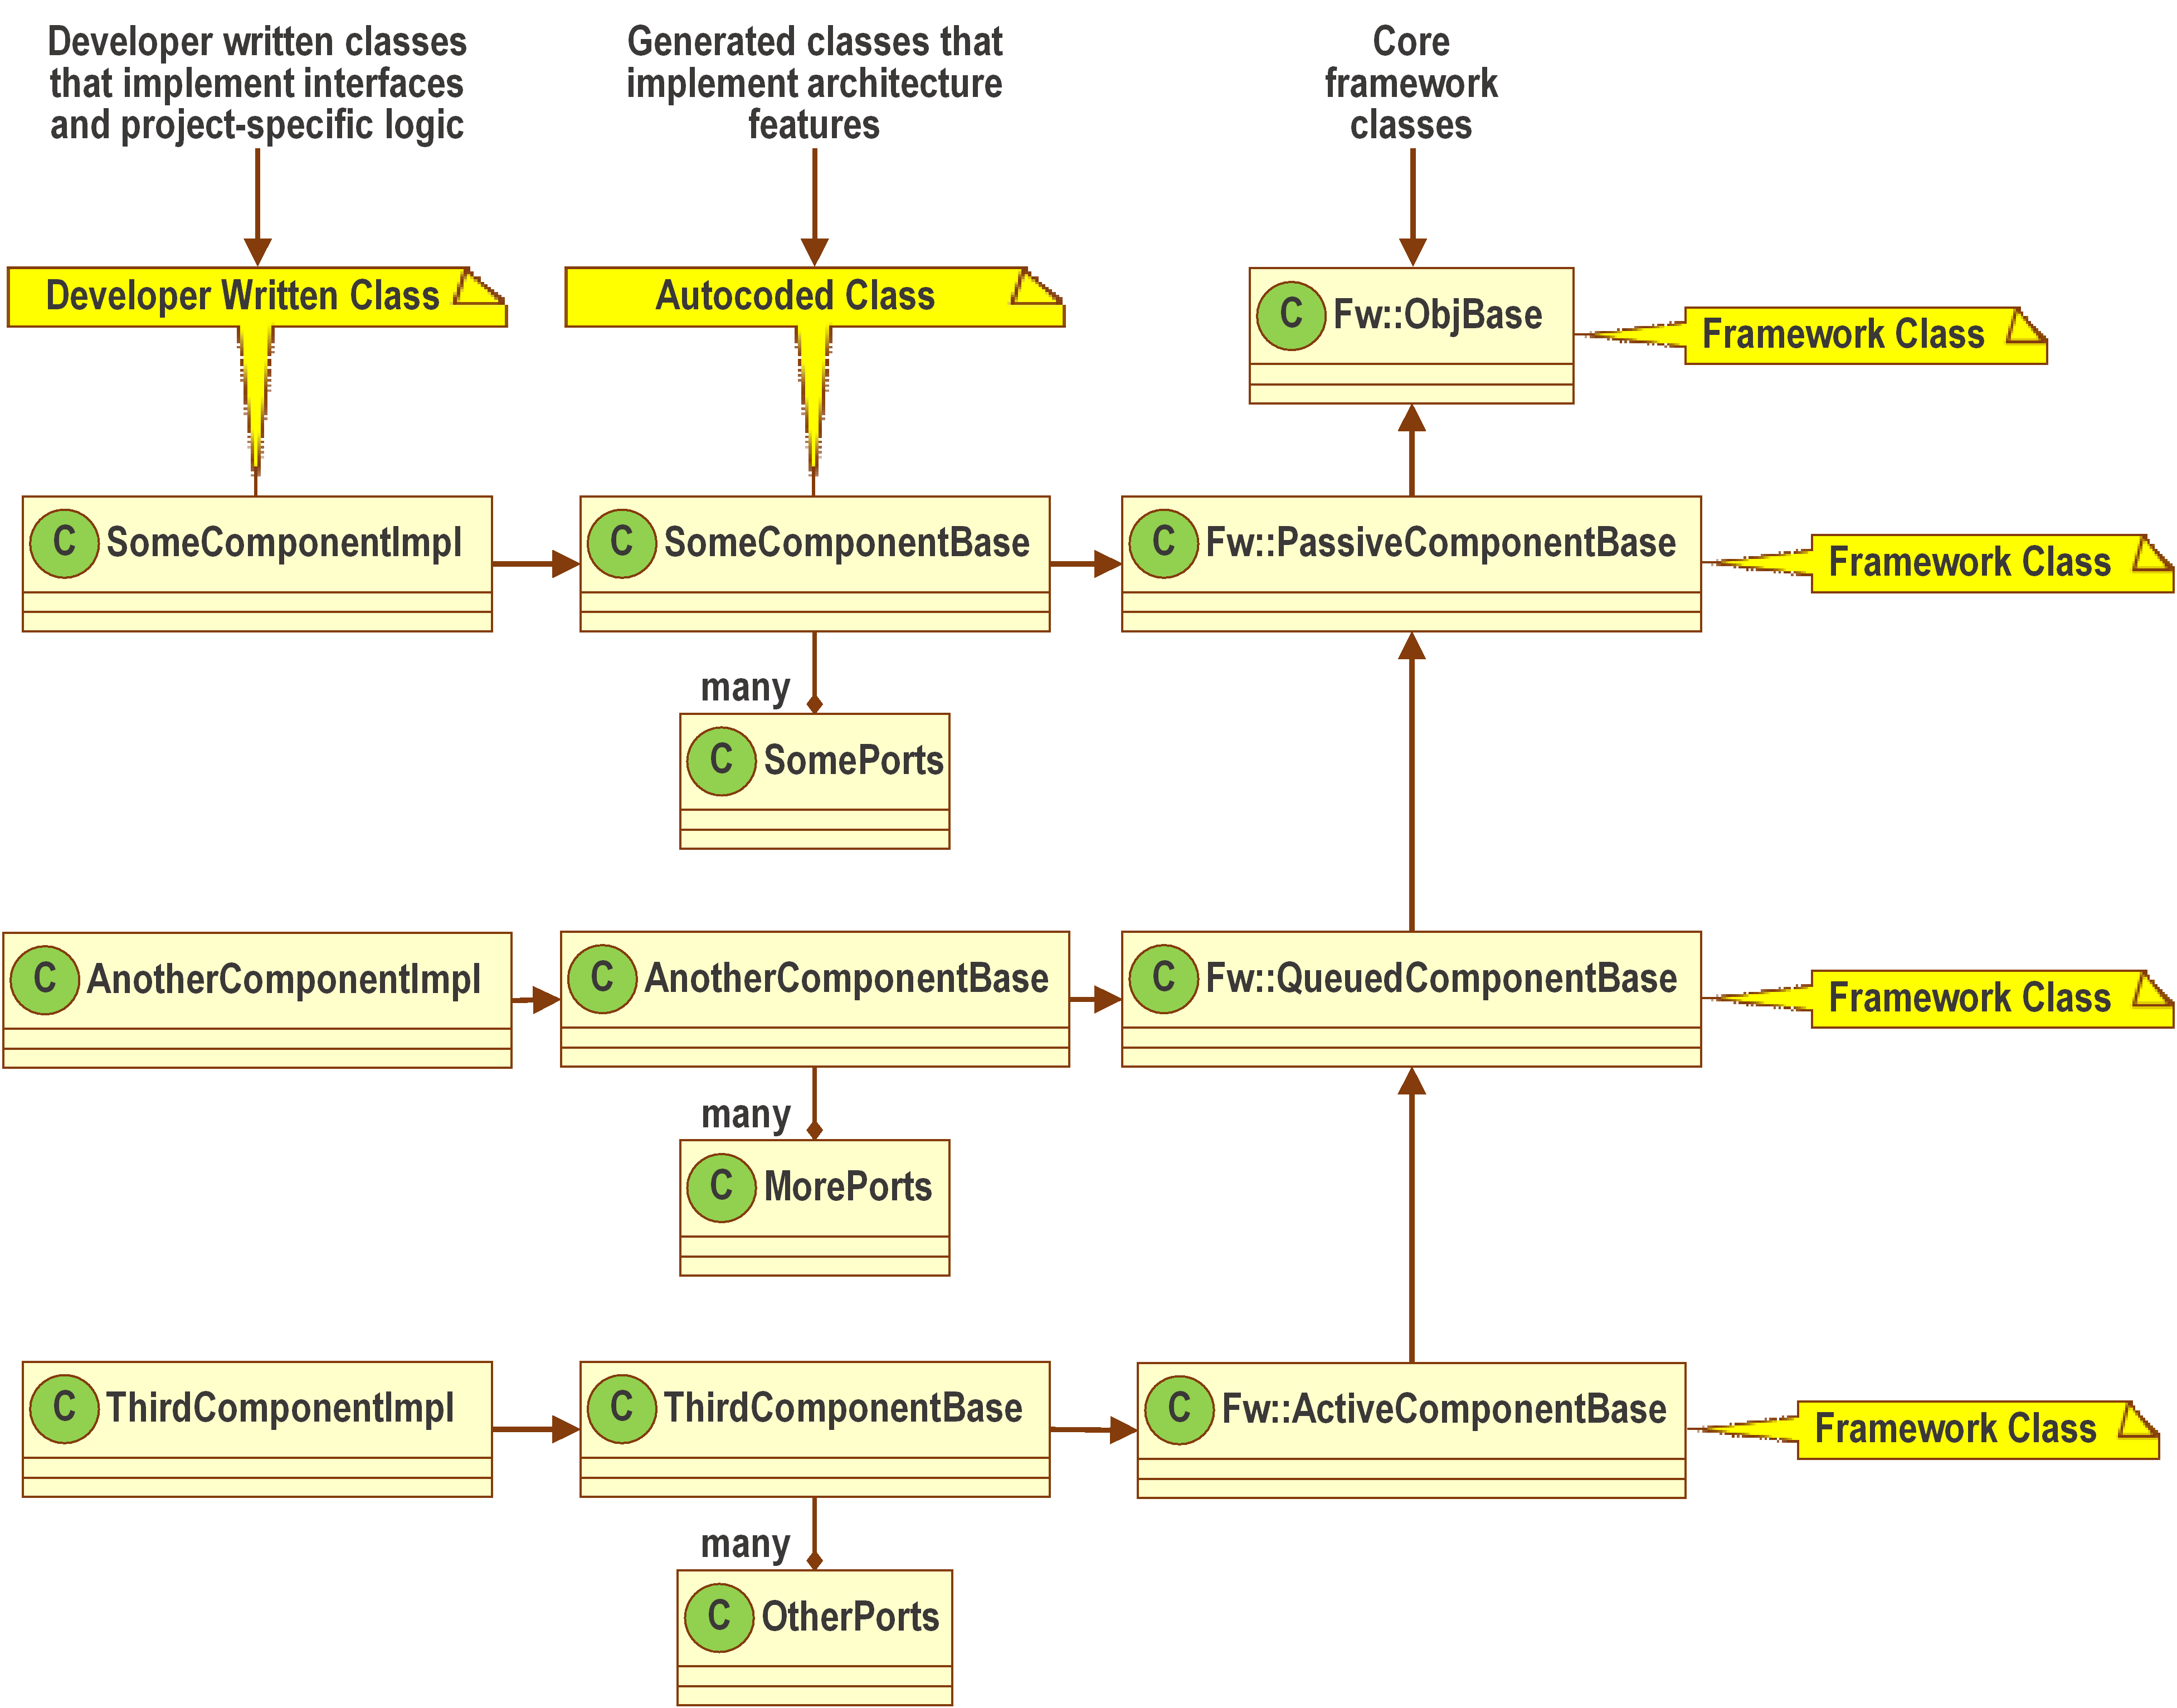 Developer written classes
that implement interfaces
and project-specific logic
Generated classes that
implement architecture
features
Core
framework
classes
Developer Written Class
Autocoded Class
C Fw::ObjBase
Framework Class
C SomeComponentImpl
C SomeComponentBase
C Fw::PassiveComponentBase
Framework Class
many
C SomePorts
C AnotherComponentImpl
C AnotherComponentBase
C Fw::QueuedComponentBase
Framework Class
many
C MorePorts
C ThirdComponentImpl
C ThirdComponentBase
C Fw::ActiveComponentBase
Framework Class
many
C OtherPorts